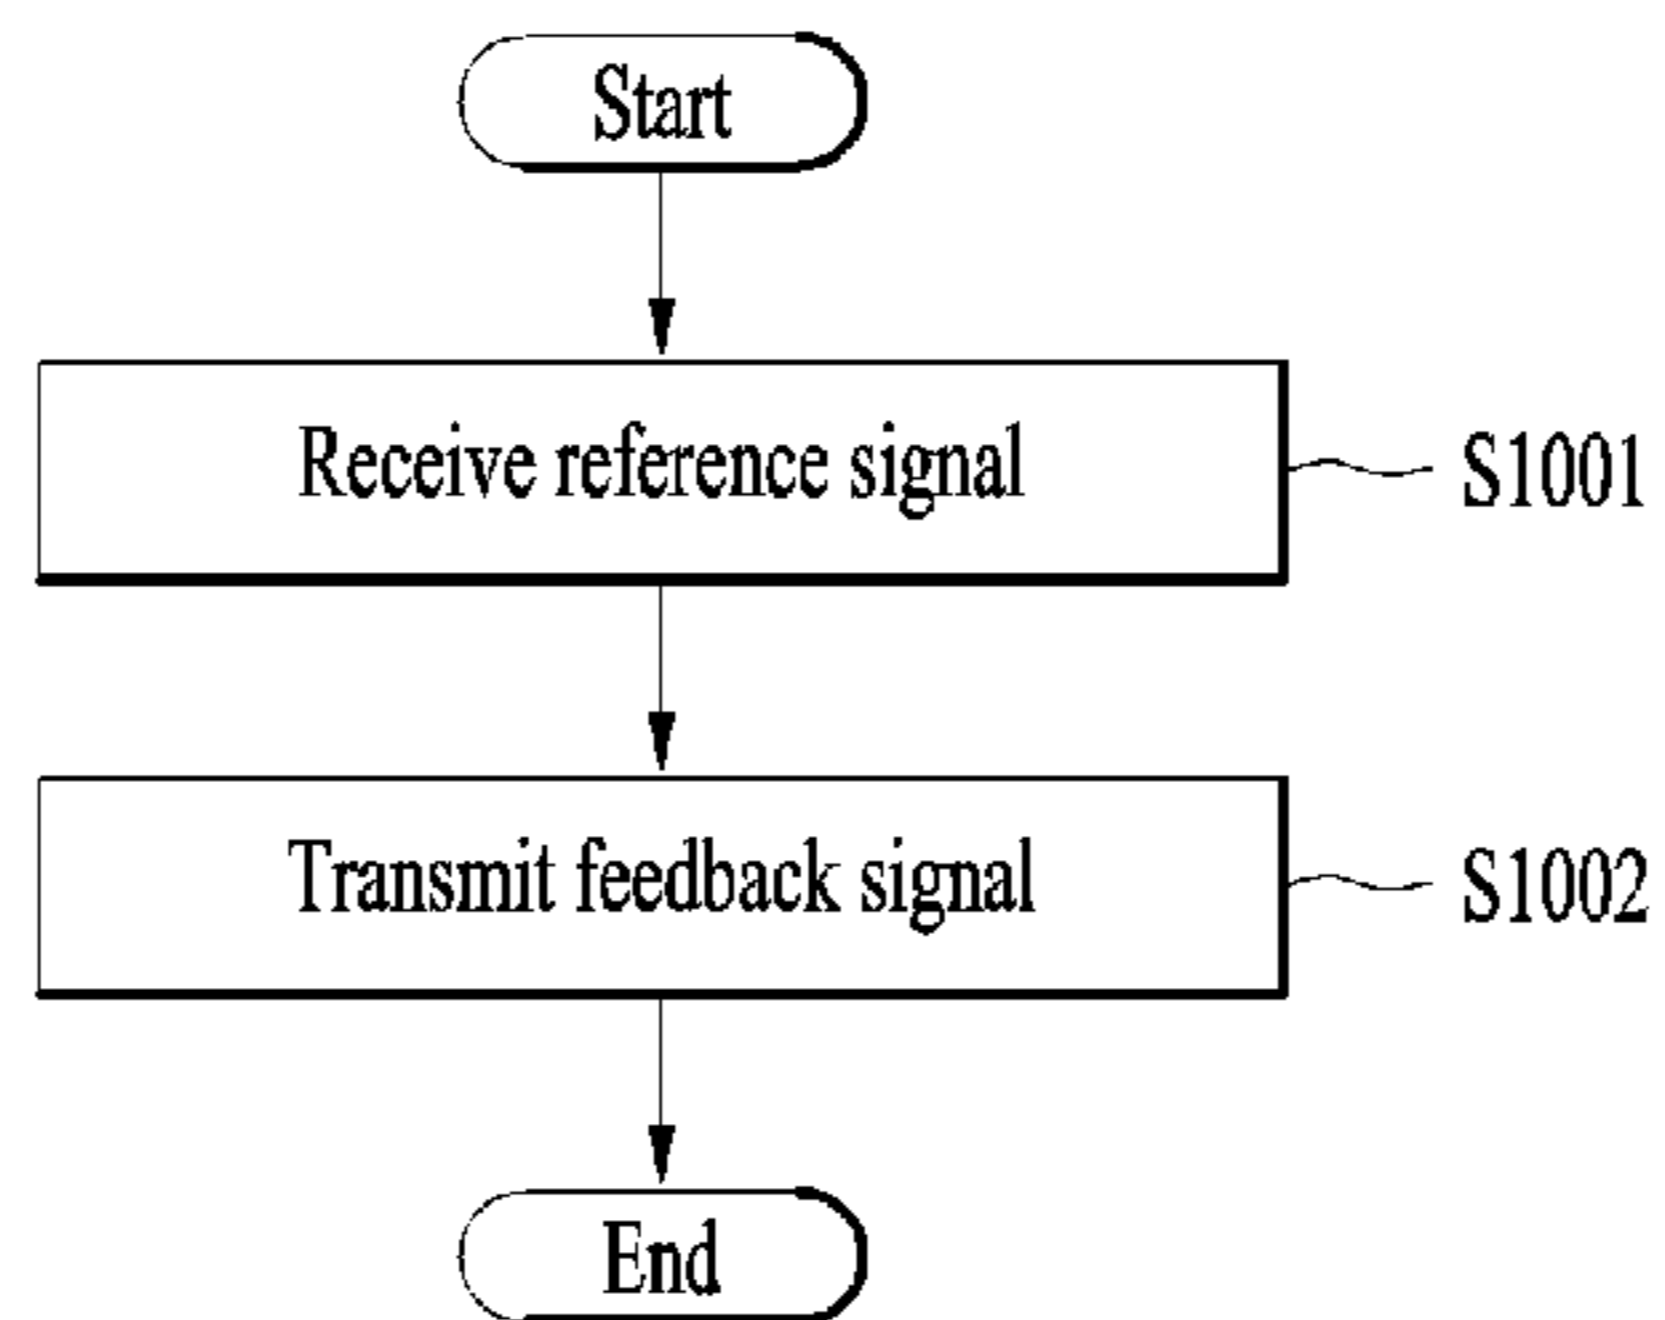 Start
Receive reference signal
S1001
Transmit feedback signal
S1002
End